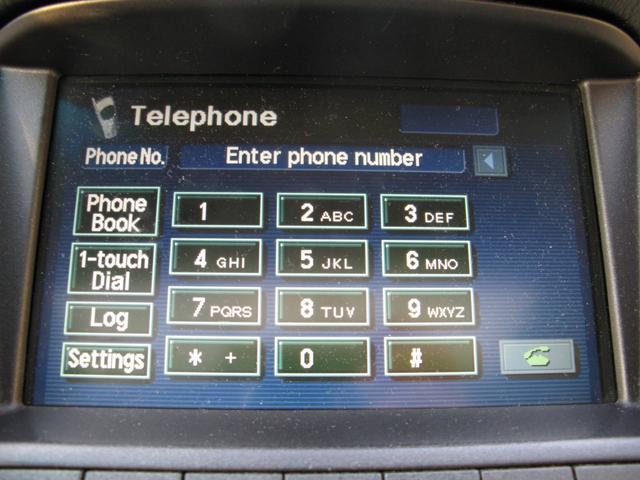 Telephone
Phone No.
Enter phone number
Phone
Book
1
2 ABC
3 DEF
1-touch
Dial
4 GHI
5 JKL
6 MNO
Log
7 PQRS
8 TUV
9 WXYZ
Settings
* +
0
#